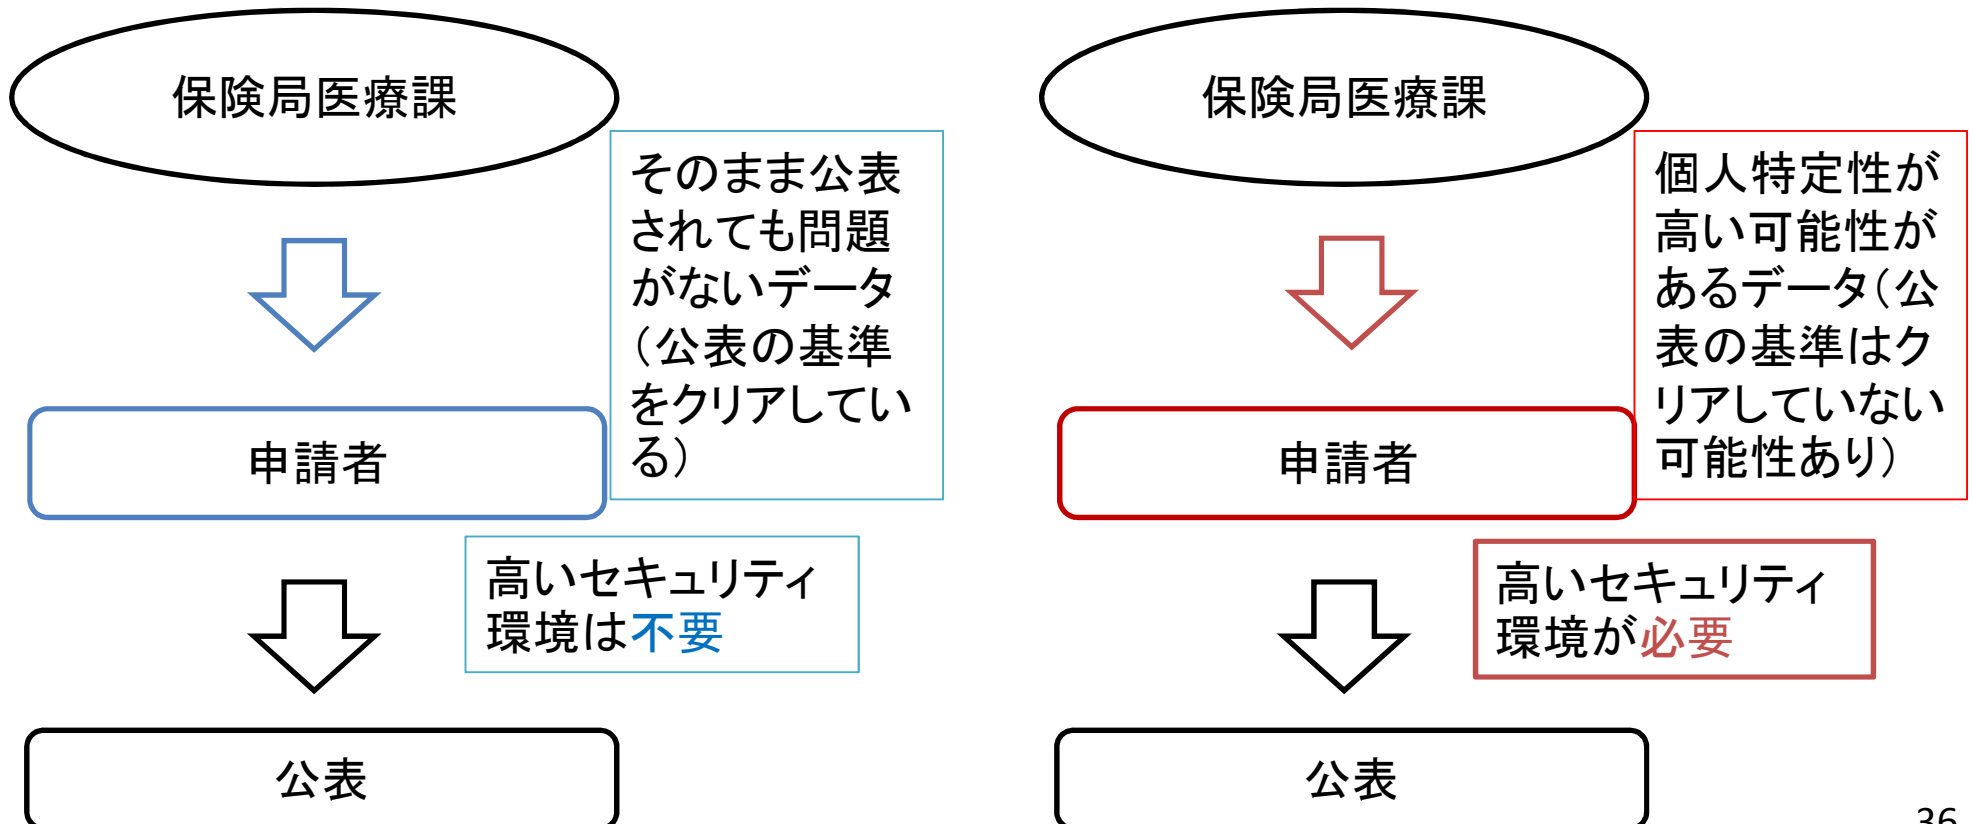 保険局医療課
そのまま公表
されても問題
がないデータ
（公表の基準
をクリアしてい
る）
申請者
高いセキュリティ
環境は不要
公表
保険局医療課
個人特定性が
高い可能性が
あるデータ（公
表の基準はク
リアしていない
可能性あり）
申請者
高いセキュリティ
環境が必要
公表
36